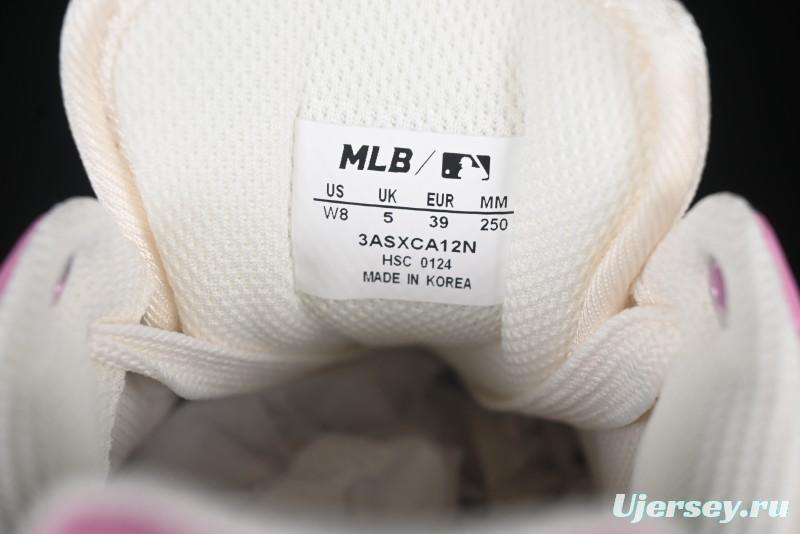 MLB /
US UK EUR MM
W8 5 39 250
3ASXCA12N
HSC 0124
MADE IN KOREA
Ujersey.ru